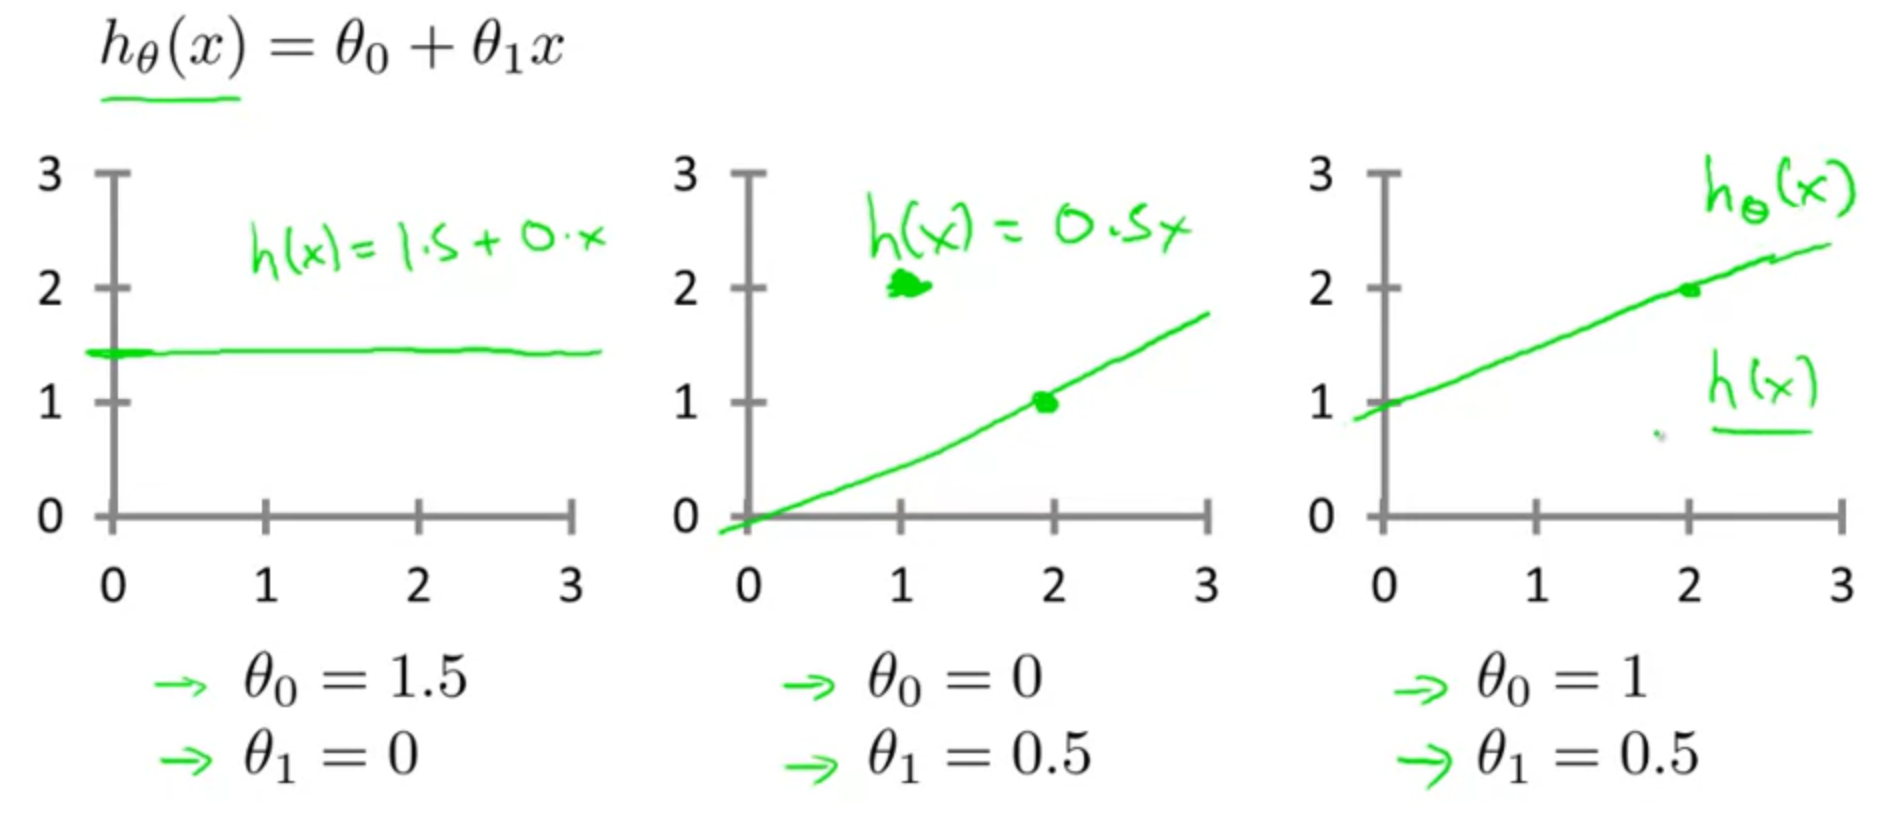 hθ(x) = θ0 + θ1x
3
2
1
0
0 1 2 3
h(x) = 1.5 + 0·x
θ0 = 1.5
θ1 = 0
3
2
1
0
0 1 2 3
h(x) = 0.5x
θ0 = 0
θ1 = 0.5
3
2
1
0
0 1 2 3
hθ(x)
h(x)
θ0 = 1
θ1 = 0.5